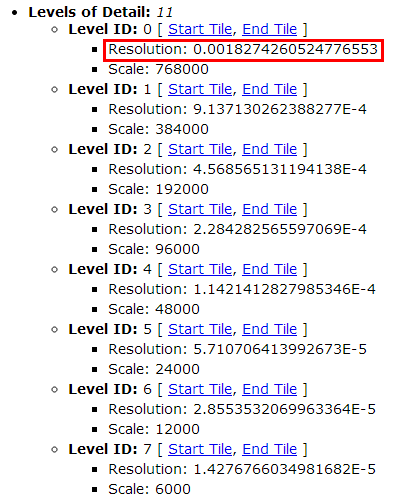 Levels of Detail: 11
Level ID: 0 [ Start Tile, End Tile ]
Resolution: 0.0018274260524776553
Scale: 768000
Level ID: 1 [ Start Tile, End Tile ]
Resolution: 9.137130262388277E-4
Scale: 384000
Level ID: 2 [ Start Tile, End Tile ]
Resolution: 4.568565131194138E-4
Scale: 192000
Level ID: 3 [ Start Tile, End Tile ]
Resolution: 2.284282565597069E-4
Scale: 96000
Level ID: 4 [ Start Tile, End Tile ]
Resolution: 1.1421412827985346E-4
Scale: 48000
Level ID: 5 [ Start Tile, End Tile ]
Resolution: 5.710706413992673E-5
Scale: 24000
Level ID: 6 [ Start Tile, End Tile ]
Resolution: 2.8553532069963364E-5
Scale: 12000
Level ID: 7 [ Start Tile, End Tile ]
Resolution: 1.4276766034981682E-5
Scale: 6000